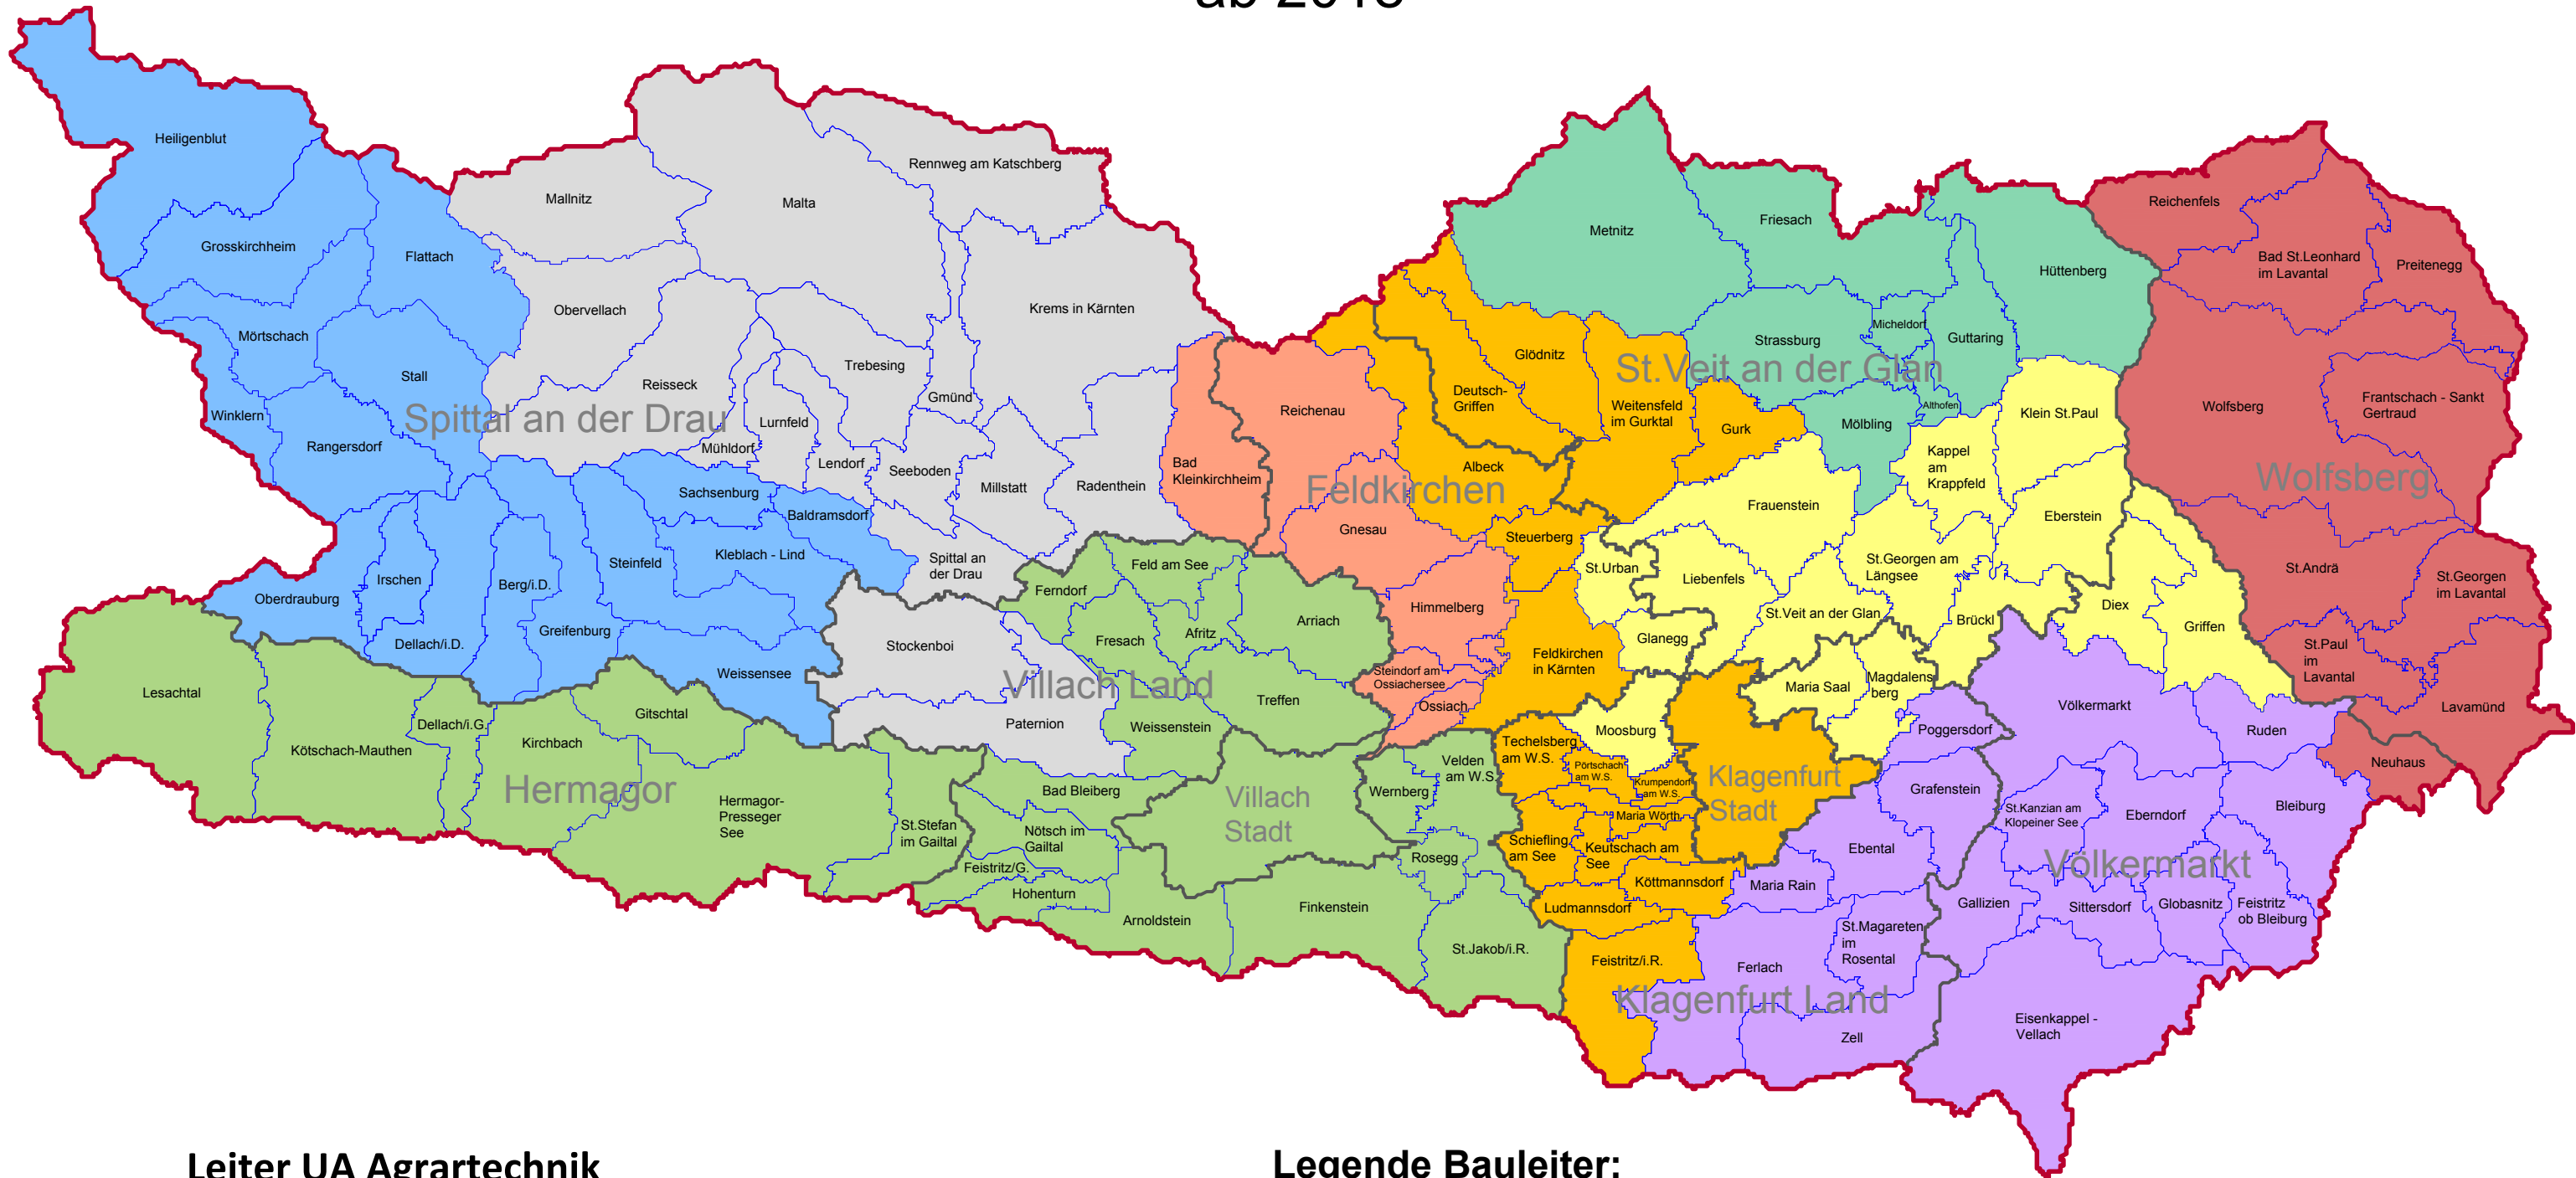 ab 2018
Heiligenblut
Rennweg am Katschberg
Mallnitz
Malta
Reichenfels
Friesach
Metnitz
Grosskirchheim
Flattach
Bad St.Leonhard
im Lavantal
Preitenegg
Hüttenberg
Obervellach
Krems in Kärnten
Mörtschach
Micheldorf
Strassburg
Guttaring
Glödnitz
Trebesing
St.Veit an der Glan
Stall
Reisseck
Deutsch-
Griffen
Gmünd
Frantschach - Sankt
Gertraud
Wolfsberg
Weitensfeld
im Gurktal
Althofen
Klein St.Paul
Reichenau
Winklern
Spittal an der Drau
Lurnfeld
Mölbling
Gurk
Rangersdorf
Mühldorf
Kappel
am
Krappfeld
Lendorf
Seeboden
Bad
Kleinkirchheim
Albeck
Wolfsberg
Millstatt
Radenthein
Feldkirchen
Sachsenburg
Frauenstein
Baldramsdorf
Eberstein
Gnesau
Steuerberg
Kleblach - Lind
Steinfeld
Spittal an
der Drau
Feld am See
St.Urban
St.Georgen am
Längsee
St.Andrä
Irschen
Berg/i.D.
Liebenfels
St.Georgen
im Lavantal
Ferndorf
Oberdrauburg
Himmelberg
Diex
St.Veit an der Glan
Brückl
Arriach
Griffen
Greifenburg
Afritz
Fresach
Glanegg
Dellach/i.D.
Stockenboi
St.Paul
im
Lavantal
Feldkirchen
in Kärnten
Weissensee
Steindorf am
Ossiachersee
Villach Land
Maria Saal
Magdalens
berg
Lesachtal
Treffen
Völkermarkt
Ossiach
Lavamünd
Gitschtal
Dellach/i.G.
Paternion
Weissenstein
Moosburg
Poggersdorf
Ruden
Kirchbach
Kötschach-Mauthen
Techelsberg
am W.S.
Velden
am W.S.
Neuhaus
Pörtschach
am W.S.
Krumpendorf
am W.S.
Klagenfurt
Stadt
Hermagor
Grafenstein
Bad Bleiberg
Wernberg
Villach
Stadt
Hermagor-
Presseger
See
St.Kanzian am
Klopeiner See
Bleiburg
Eberndorf
Maria Wörth
St.Stefan
im Gailtal
Nötsch im
Gailtal
Schiefling
am See
Keutschach am
See
Ebental
Rosegg
Völkermarkt
Feistritz/G.
Köttmannsdorf
Maria Rain
Hohenturn
Finkenstein
Ludmannsdorf
Gallizien
Sittersdorf
Globasnitz
Feistritz
ob Bleiburg
Arnoldstein
St.Magareten
im
Rosental
St.Jakob/i.R.
Feistritz/i.R.
Ferlach
Klagenfurt Land
Eisenkappel -
Vellach
Zell
Leiter UA Agrartechnik
Legende Bauleiter: